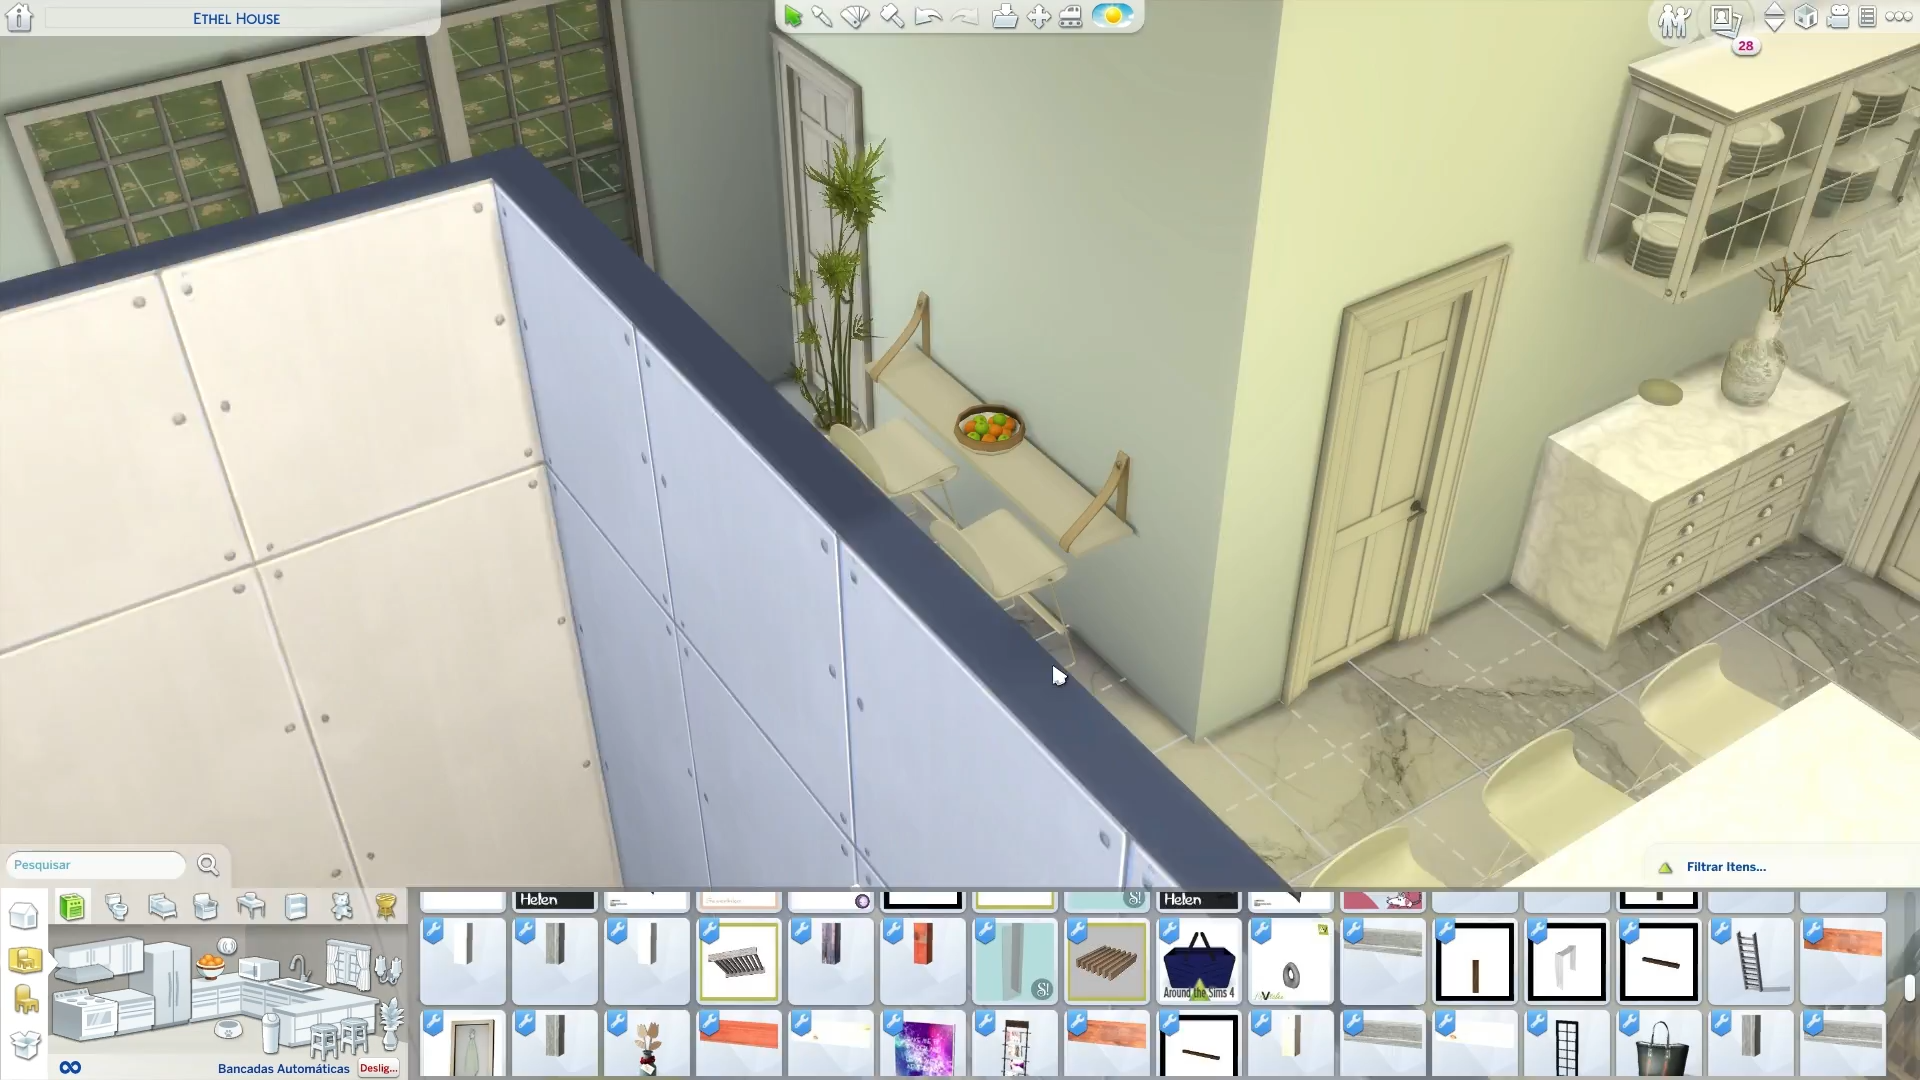 ETHEL HOUSE
28
Pesquisar
Filtrar Itens...
Helen
Helen
S!
S!
Around the Sims 4
Bancadas Automáticas
Deslig...